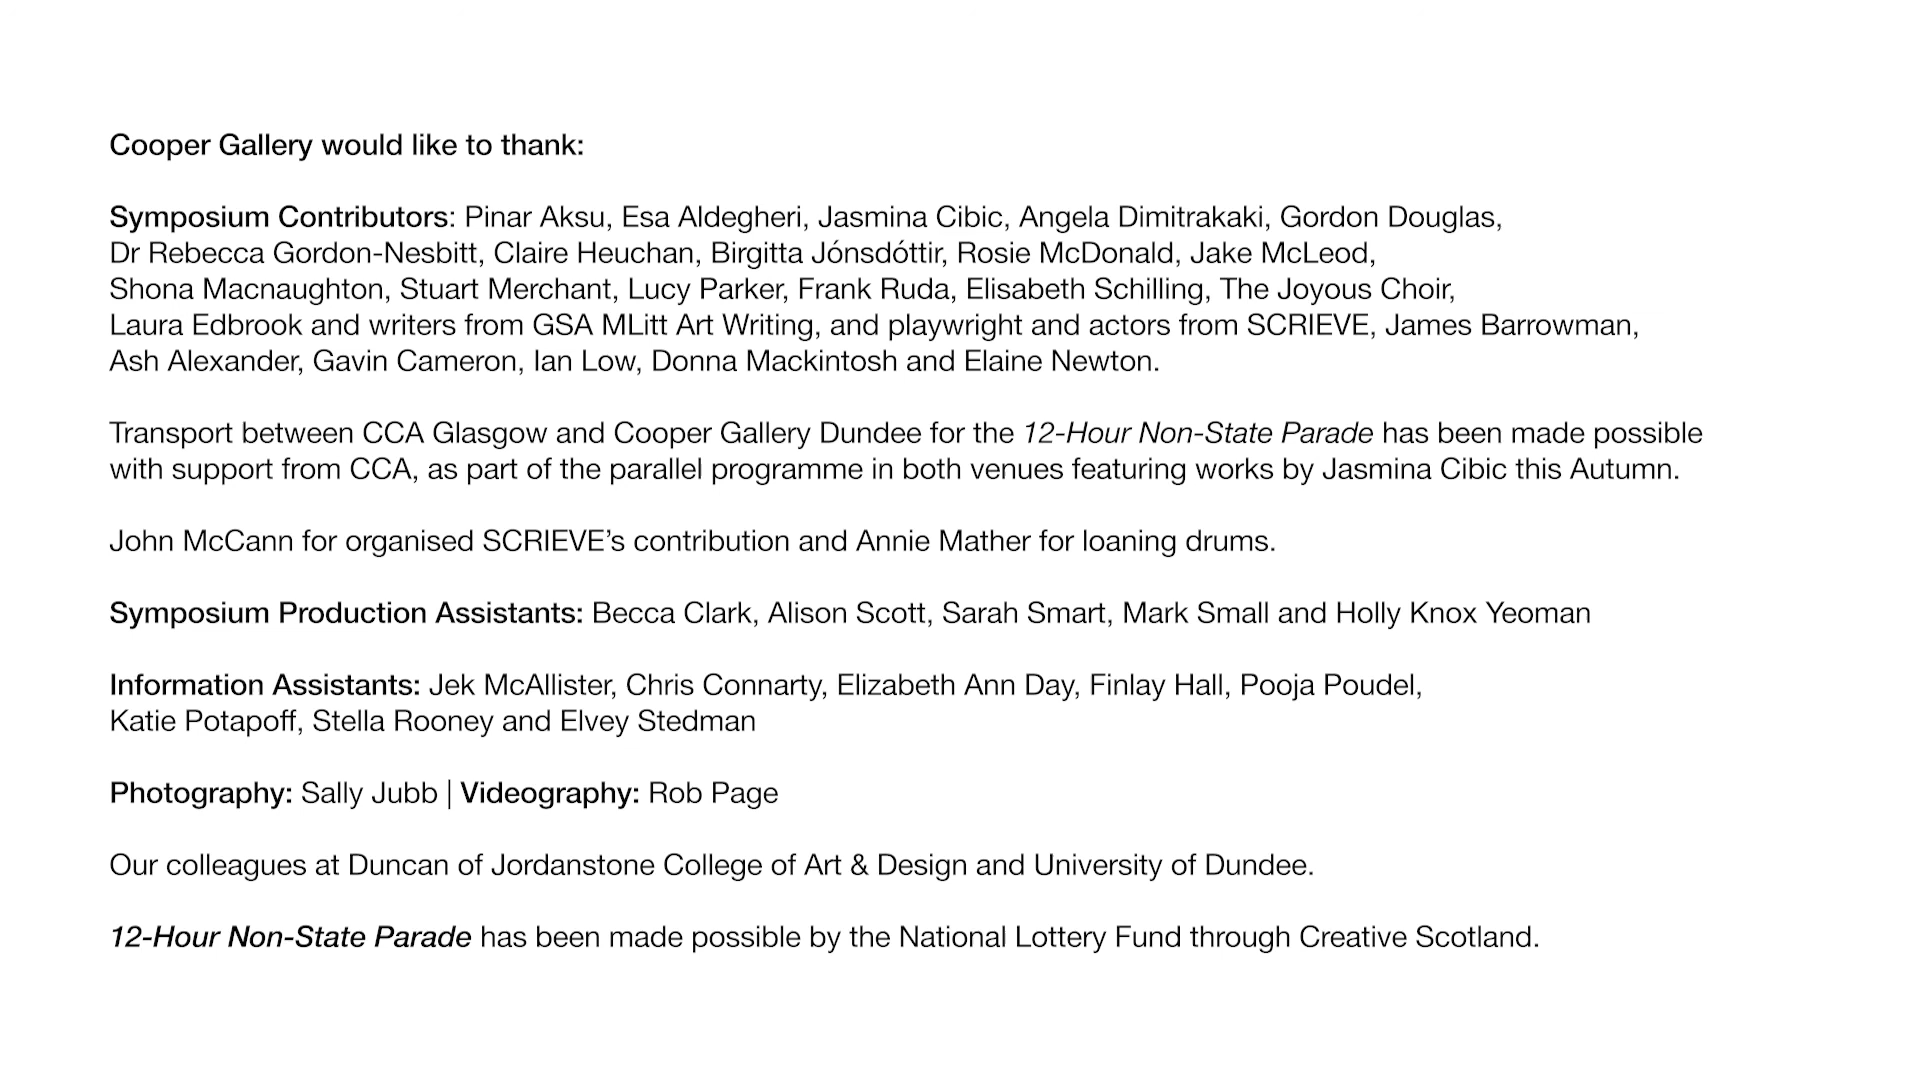 Cooper Gallery would like to thank:
Symposium Contributors: Pinar Aksu, Esa Aldegheri, Jasmina Cibic, Angela Dimitrakaki, Gordon Douglas,
Dr Rebecca Gordon-Nesbitt, Claire Heuchan, Birgitta Jónsdóttir, Rosie McDonald, Jake McLeod,
Shona Macnaughton, Stuart Merchant, Lucy Parker, Frank Ruda, Elisabeth Schilling, The Joyous Choir,
Laura Edbrook and writers from GSA MLitt Art Writing, and playwright and actors from SCRIEVE, James Barrowman,
Ash Alexander, Gavin Cameron, Ian Low, Donna Mackintosh and Elaine Newton.
Transport between CCA Glasgow and Cooper Gallery Dundee for the 12-Hour Non-State Parade has been made possible
with support from CCA, as part of the parallel programme in both venues featuring works by Jasmina Cibic this Autumn.
John McCann for organised SCRIEVE’s contribution and Annie Mather for loaning drums.
Symposium Production Assistants: Becca Clark, Alison Scott, Sarah Smart, Mark Small and Holly Knox Yeoman
Information Assistants: Jek McAllister, Chris Connarty, Elizabeth Ann Day, Finlay Hall, Pooja Poudel,
Katie Potapoff, Stella Rooney and Elvey Stedman
Photography: Sally Jubb | Videography: Rob Page
Our colleagues at Duncan of Jordanstone College of Art & Design and University of Dundee.
12-Hour Non-State Parade has been made possible by the National Lottery Fund through Creative Scotland.